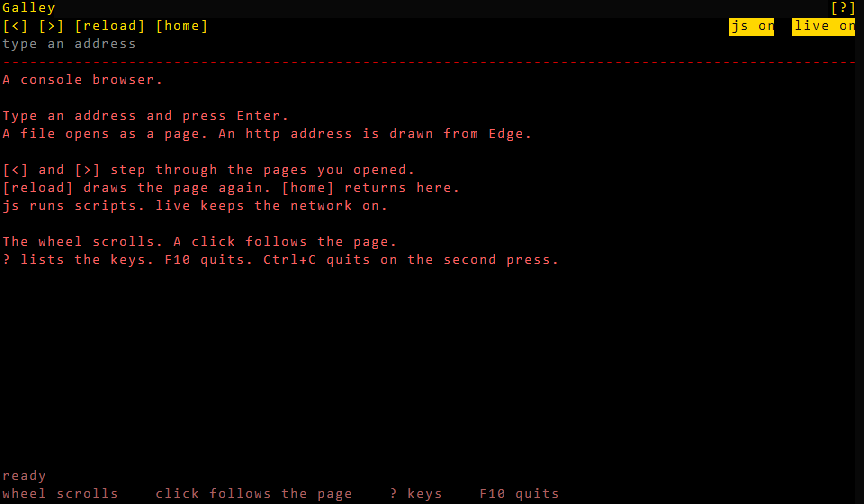 Galley [?]
[<] [>] [reload] [home] js on live on
type an address
A console browser.
Type an address and press Enter.
A file opens as a page. An http address is drawn from Edge.
[<] and [>] step through the pages you opened.
[reload] draws the page again. [home] returns here.
js runs scripts. live keeps the network on.
The wheel scrolls. A click follows the page.
? lists the keys. F10 quits. Ctrl+C quits on the second press.
ready
wheel scrolls click follows the page ? keys F10 quits